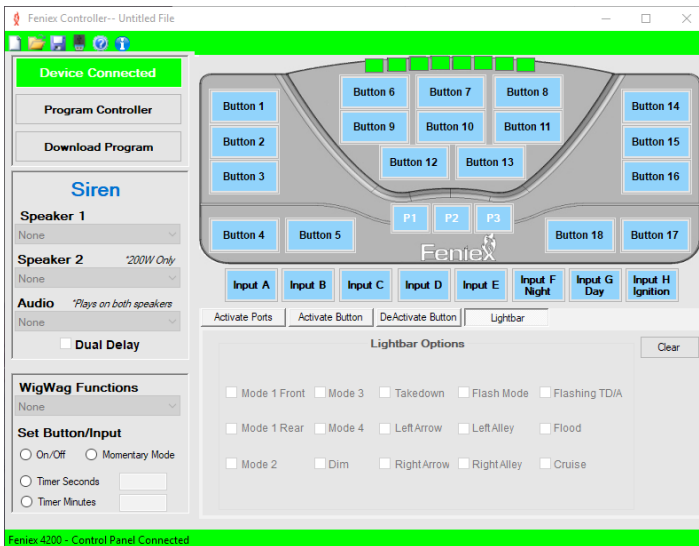 Feniex Controller-- Untitled File
Device Connected
Program Controller
Download Program
Siren
Speaker 1
None
Speaker 2 *200W Only
None
Audio *Plays on both speakers
None
Dual Delay
WigWag Functions
None
Set Button/Input
On/Off Momentary Mode
Timer Seconds
Timer Minutes
Button 6 Button 7 Button 8
Button 1 Button 14
Button 9 Button 10 Button 11
Button 2 Button 15
Button 12 Button 13
Button 3 Button 16
P1 P2 P3
Button 4 Button 5 Button 18 Button 17
Feniex
Input A Input B Input C Input D Input E Input F Night Input G Day Input H Ignition
Activate Ports Activate Button DeActivate Button Lightbar
Lightbar Options Clear
Mode 1 Front Mode 3 Takedown Flash Mode Flashing TD/A
Mode 1 Rear Mode 4 Left Arrow Left Alley Flood
Mode 2 Dim Right Arrow Right Alley Cruise
Feniex 4200 - Control Panel Connected